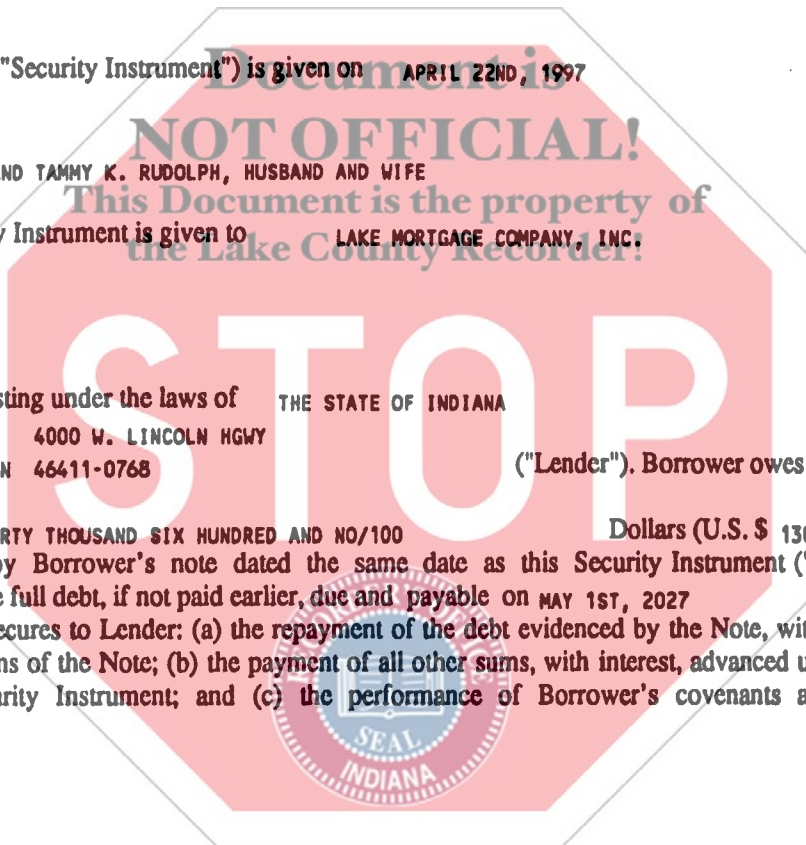 "Security Instrument") is given on APRIL 22ND, 1997
Document is
NOT OFFICIAL!
ND TAMMY K. RUDOLPH, HUSBAND AND WIFE
This Document is the property of
y Instrument is given to LAKE MORTGAGE COMPANY, INC.
the Lake County Recorder!
STOP
sting under the laws of THE STATE OF INDIANA
4000 W. LINCOLN HGWY
N 46411-0768 ("Lender"). Borrower owes
RTY THOUSAND SIX HUNDRED AND NO/100 Dollars (U.S. $ 130
by Borrower's note dated the same date as this Security Instrument ("
e full debt, if not paid earlier, due and payable on MAY 1ST, 2027
ecures to Lender: (a) the repayment of the debt evidenced by the Note, wit
ns of the Note; (b) the payment of all other sums, with interest, advanced u
urity Instrument; and (c) the performance of Borrower's covenants a
SEAL
INDIANA